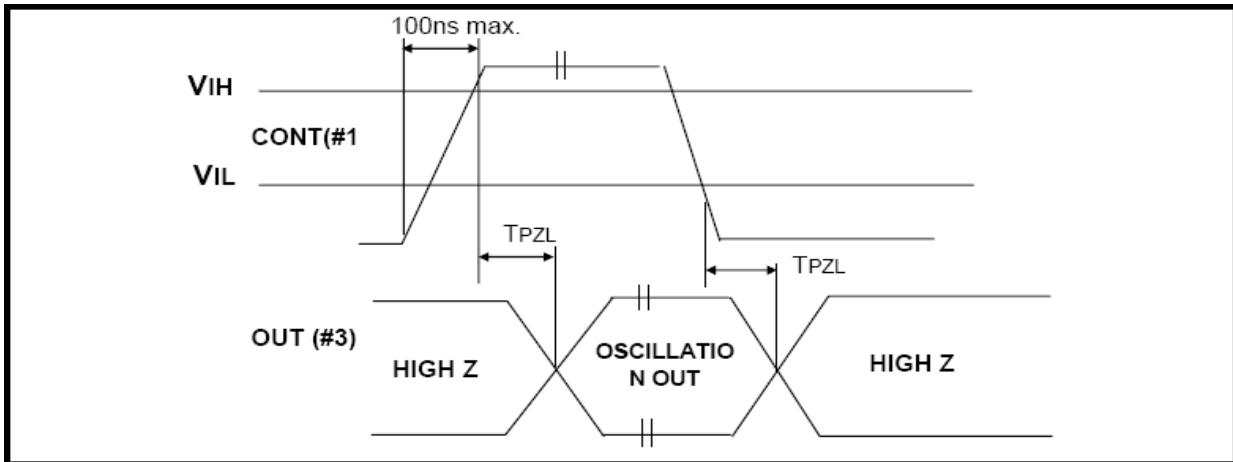 100ns max.
VIH
CONT(#1
VIL
TPZL
TPZL
OUT (#3)
HIGH Z
OSCILLATIO
N OUT
HIGH Z